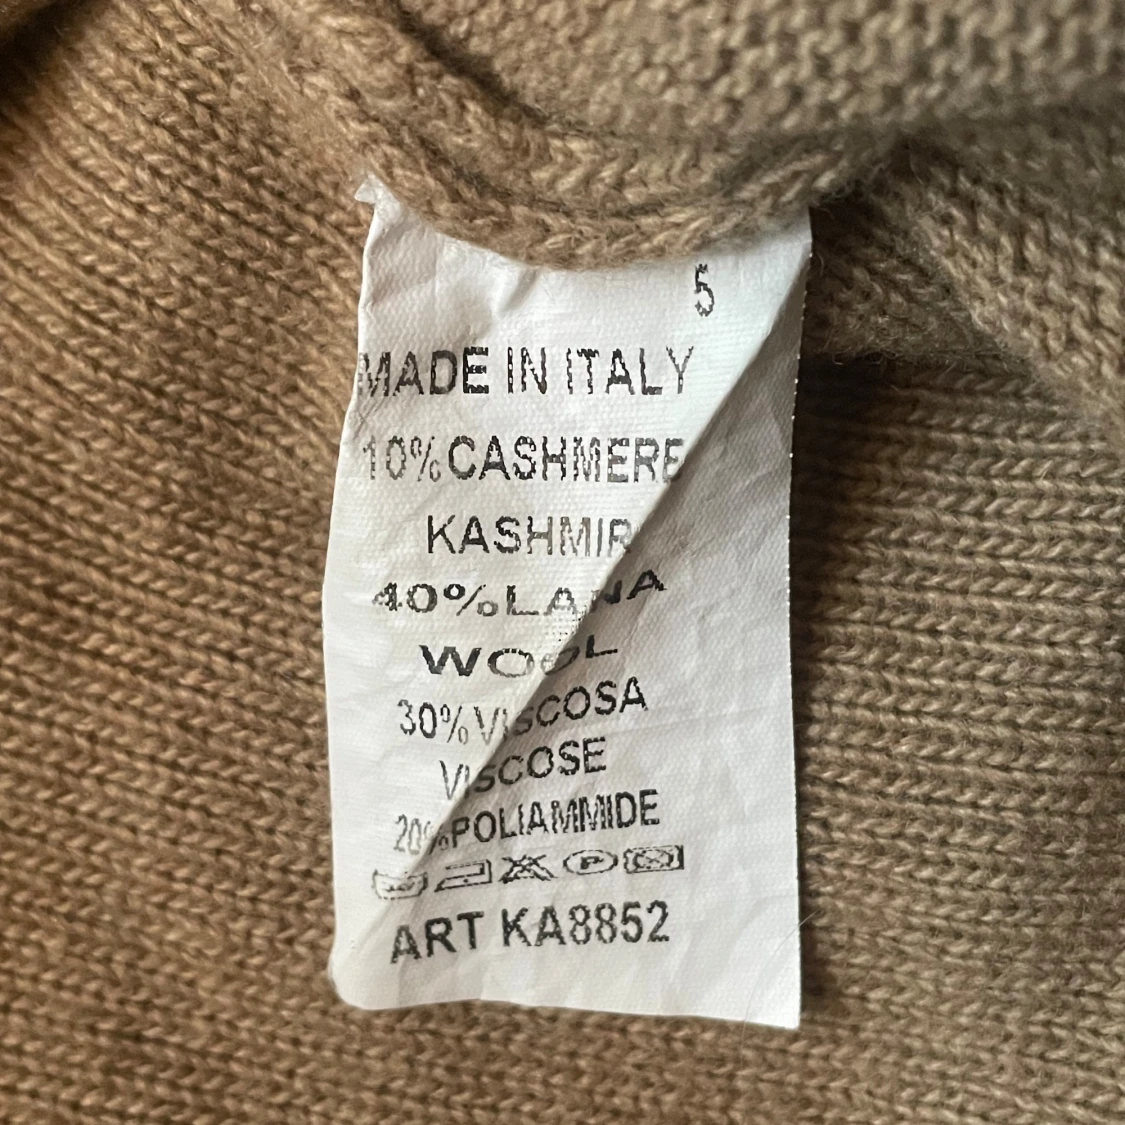 5
MADE IN ITALY
10% CASHMERE
KASHMIR
40% LANA
WOOL
30% VISCOSA
VISCOSE
20% POLIAMMIDE
P
ART KA8852